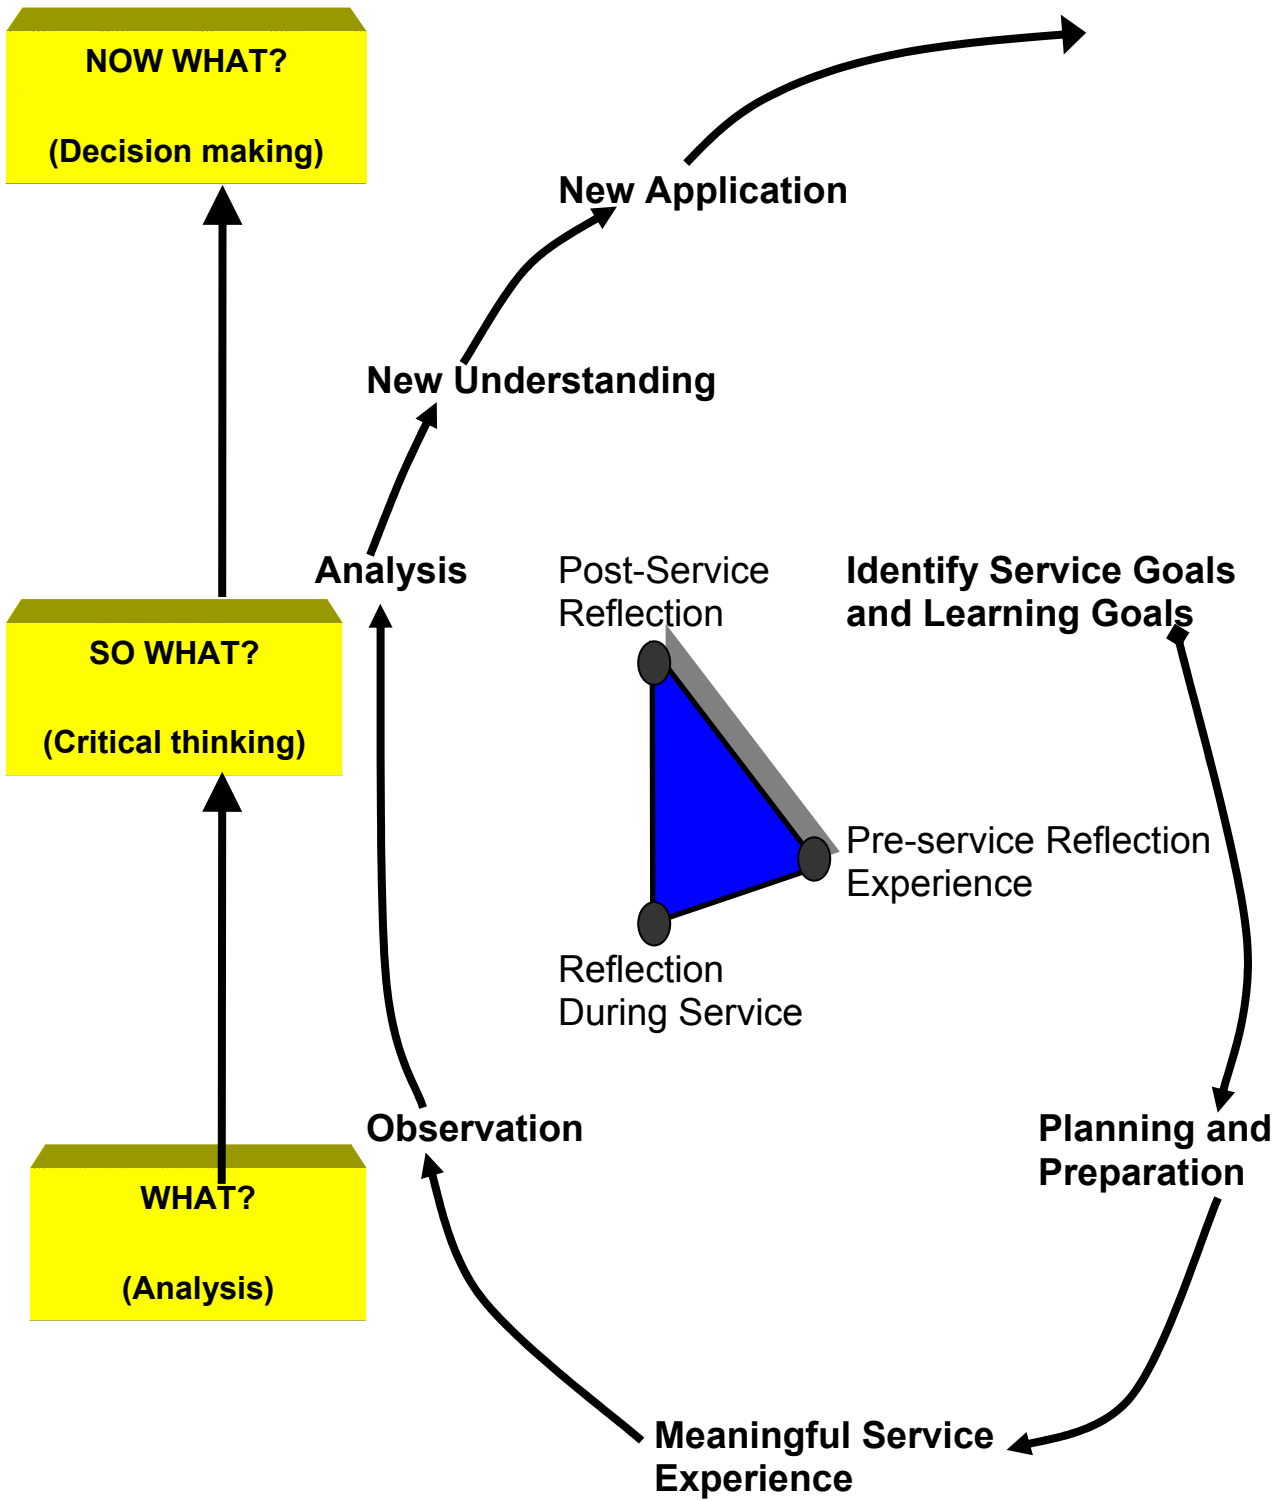 NOW WHAT?
(Decision making)
New Application
New Understanding
Analysis
Post-Service
Reflection
Identify Service Goals
and Learning Goals
SO WHAT?
(Critical thinking)
Pre-service Reflection
Experience
Reflection
During Service
Observation
Planning and
Preparation
WHAT?
(Analysis)
Meaningful Service
Experience